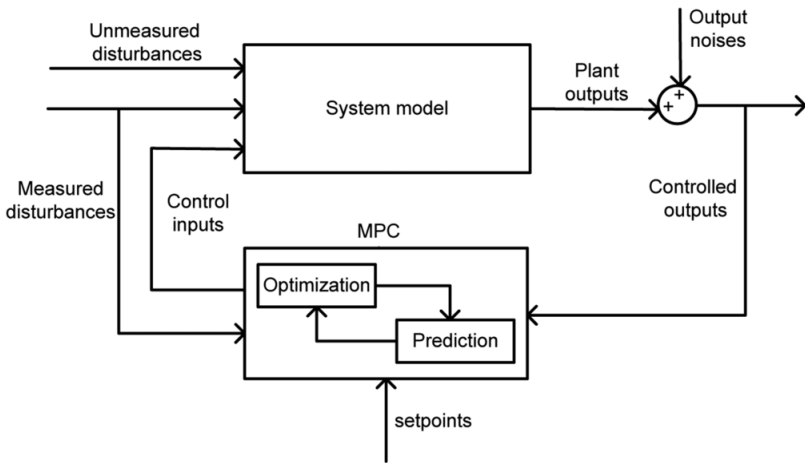 Unmeasured
disturbances
Output
noises
System model
Plant
outputs
+
+
Measured
disturbances
Control
inputs
Controlled
outputs
MPC
Optimization
Prediction
setpoints